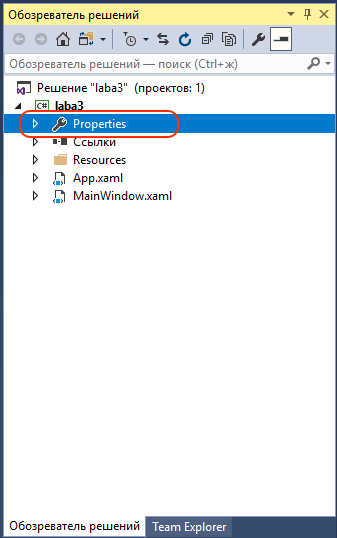 Обозреватель решений
Обозреватель решений — поиск (Ctrl+ж)
Решение "laba3" (проектов: 1)
C# laba3
Properties
Ссылки
Resources
App.xaml
MainWindow.xaml
Обозреватель решений Team Explorer